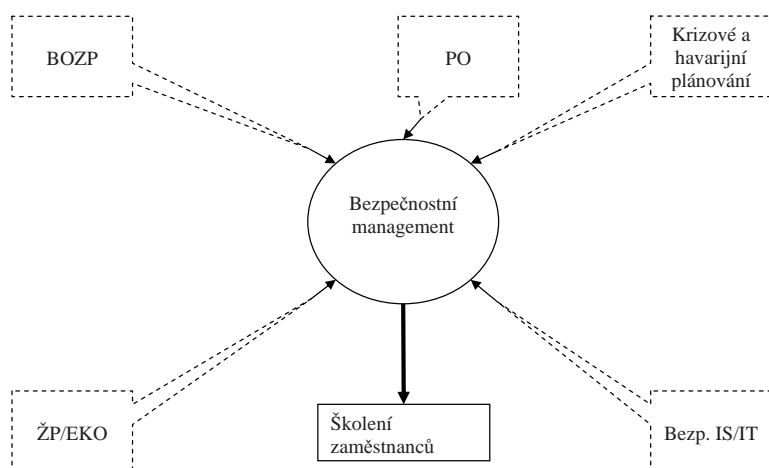 BOZP
PO
Krizové a
havarijní
plánování
Bezpečnostní
management
ŽP/EKO
Školení
zaměstnanců
Bezp. IS/IT